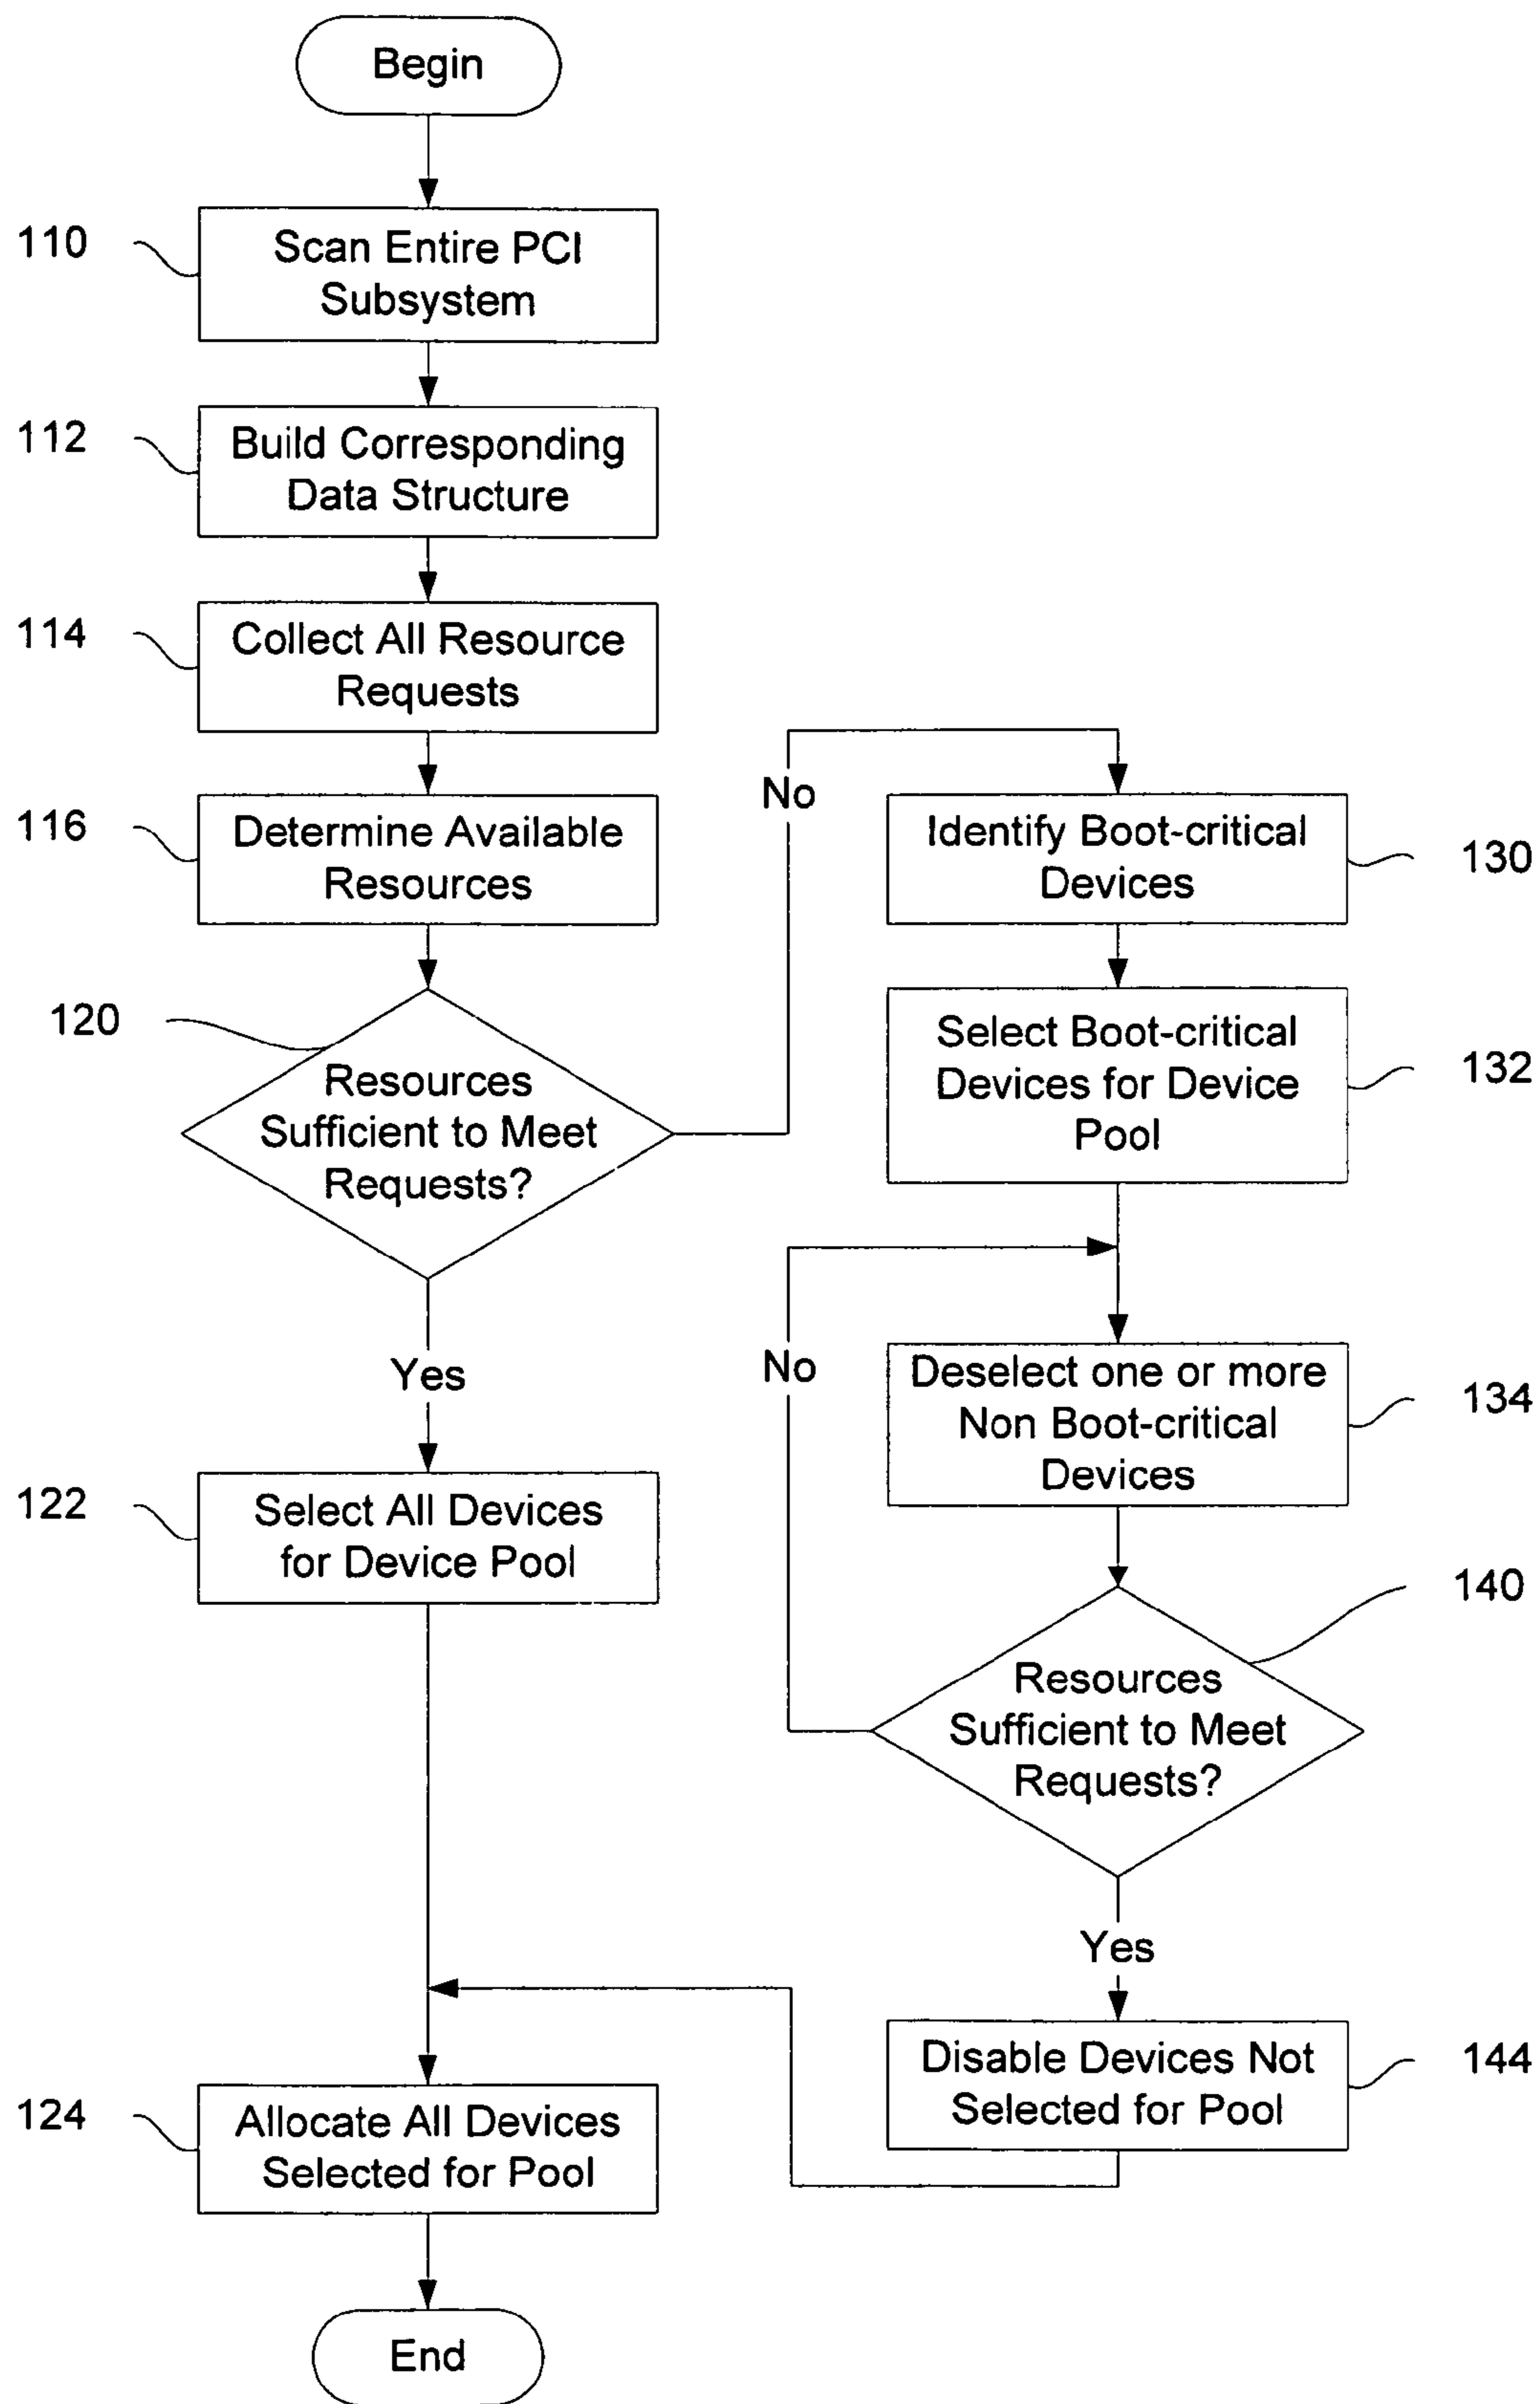 Begin
110
Scan Entire PCI
Subsystem
112
Build Corresponding
Data Structure
114
Collect All Resource
Requests
116
Determine Available
Resources
120
Resources
Sufficient to Meet
Requests?
Yes
122
Select All Devices
for Device Pool
124
Allocate All Devices
Selected for Pool
End
No
Identify Boot-critical
Devices
130
Select Boot-critical
Devices for Device
Pool
132
No
Deselect one or more
Non Boot-critical
Devices
134
140
Resources
Sufficient to Meet
Requests?
Yes
Disable Devices Not
Selected for Pool
144